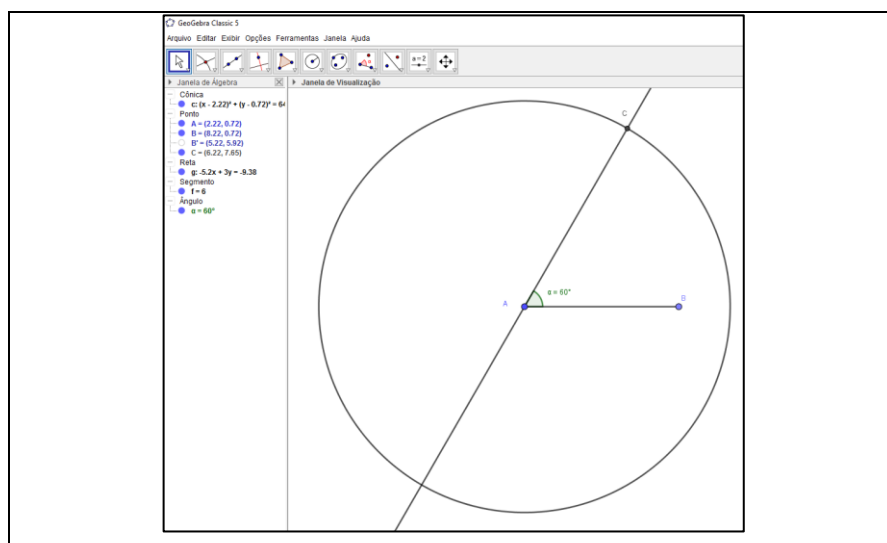 GeoGebra Classic 5
Arquivo Editar Exibir Opções Ferramentas Janela Ajuda
a = 2
Janela de Álgebra
Janela de Visualização
Cônica
c: (x - 2.22)² + (y - 0.72)² = 64
Ponto
A = (2.22, 0.72)
B = (8.22, 0.72)
B' = (5.22, 5.92)
C = (6.22, 7.65)
Reta
g: -5.2x + 3y = -9.38
Segmento
f = 6
Ângulo
α = 60°
C
α = 60°
A
B